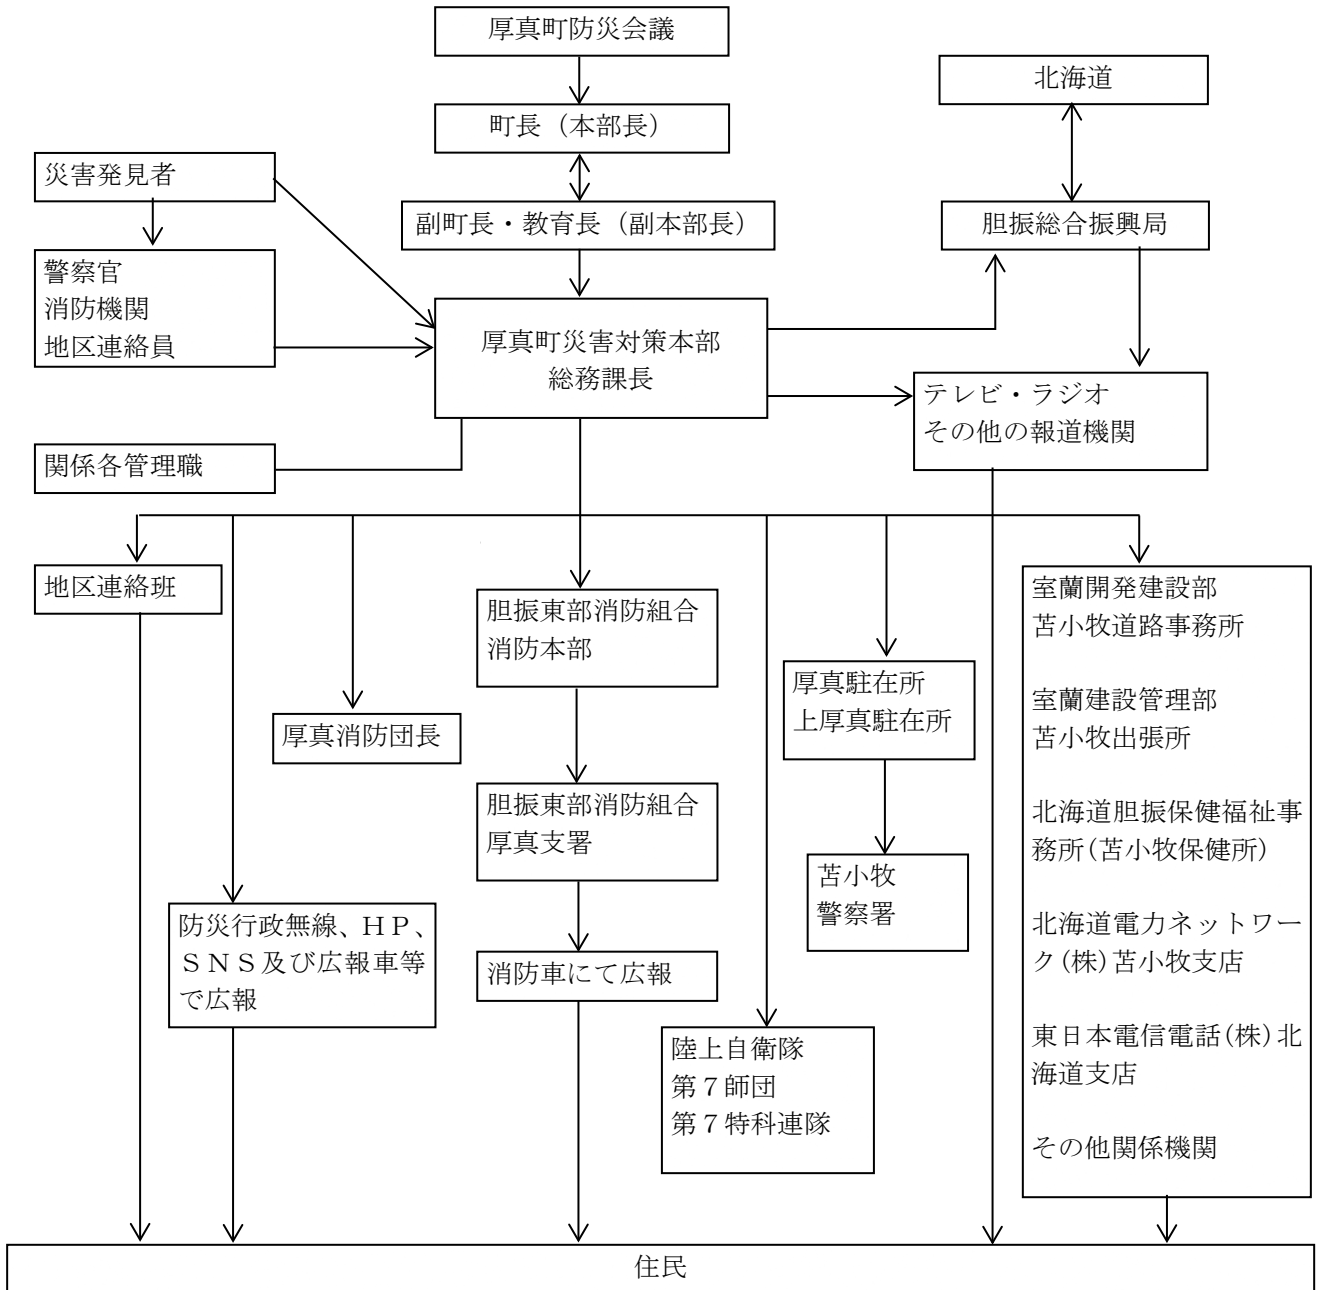 厚真町防災会議
北海道
町長（本部長）
災害発見者
副町長・教育長（副本部長）
胆振総合振興局
警察官
消防機関
地区連絡員
厚真町災害対策本部
総務課長
テレビ・ラジオ
その他の報道機関
関係各管理職
地区連絡班
胆振東部消防組合
消防本部
室蘭開発建設部
苫小牧道路事務所
室蘭建設管理部
苫小牧出張所
北海道胆振保健福祉事
務所(苫小牧保健所)
北海道電力ネットワー
ク(株)苫小牧支店
東日本電信電話(株)北
海道支店
その他関係機関
厚真駐在所
上厚真駐在所
厚真消防団長
胆振東部消防組合
厚真支署
苫小牧
警察署
防災行政無線、ＨＰ、
ＳＮＳ及び広報車等
で広報
消防車にて広報
陸上自衛隊
第７師団
第７特科連隊
住民